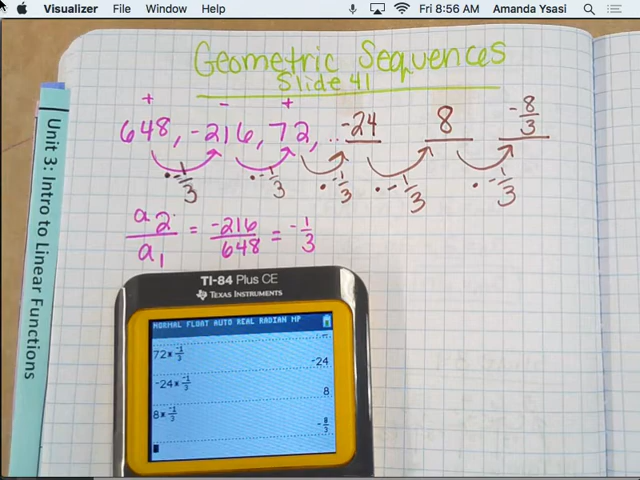 Visualizer File Window Help Fri 8:56 AM Amanda Ysasi
Geometric Sequences
Slide 41
+ - +
648, -216, 72, ... -24 8 -8/3
·-1/3 ·-1/3 ·-1/3 ·-1/3 ·-1/3
a2/a1 = -216/648 = -1/3
Unit 3: Intro to Linear Functions
TI-84 Plus CE
TEXAS INSTRUMENTS
NORMAL FLOAT AUTO REAL RADIAN MP
72*-1/3
-24
-24*-1/3
8
8*-1/3
-8/3